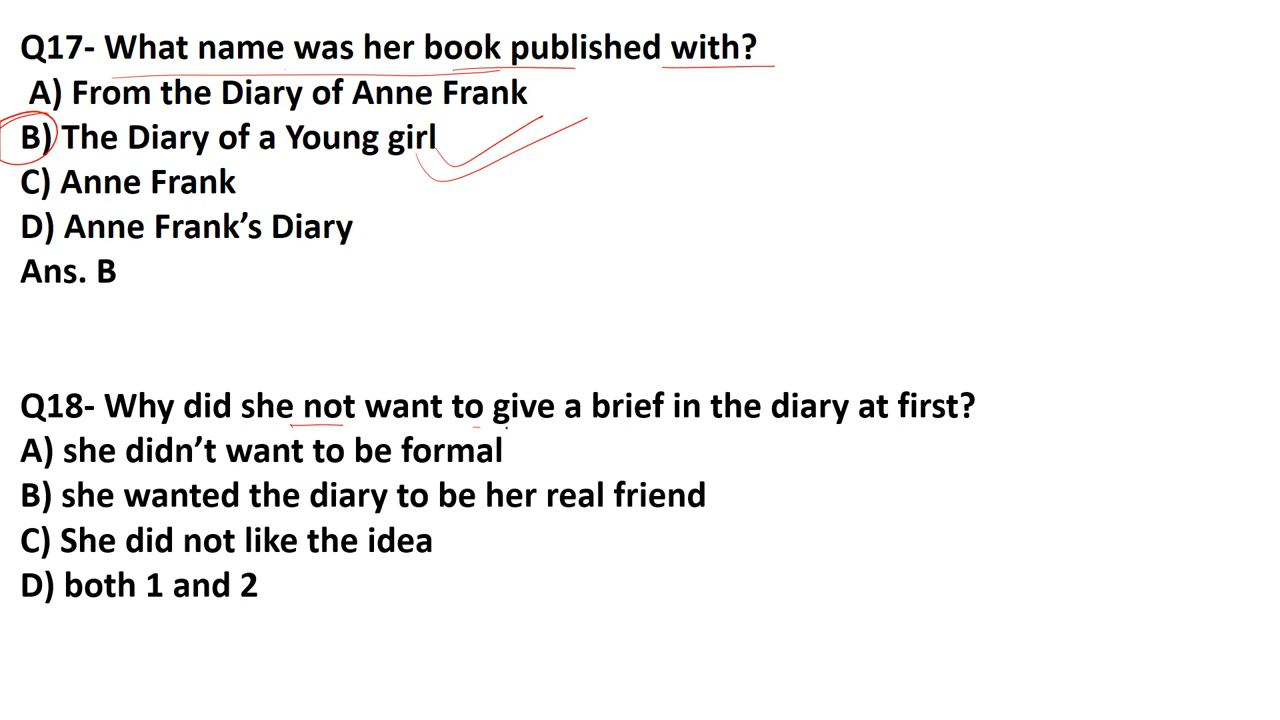 Q17- What name was her book published with?
A) From the Diary of Anne Frank
B) The Diary of a Young girl
C) Anne Frank
D) Anne Frank’s Diary
Ans. B
Q18- Why did she not want to give a brief in the diary at first?
A) she didn’t want to be formal
B) she wanted the diary to be her real friend
C) She did not like the idea
D) both 1 and 2